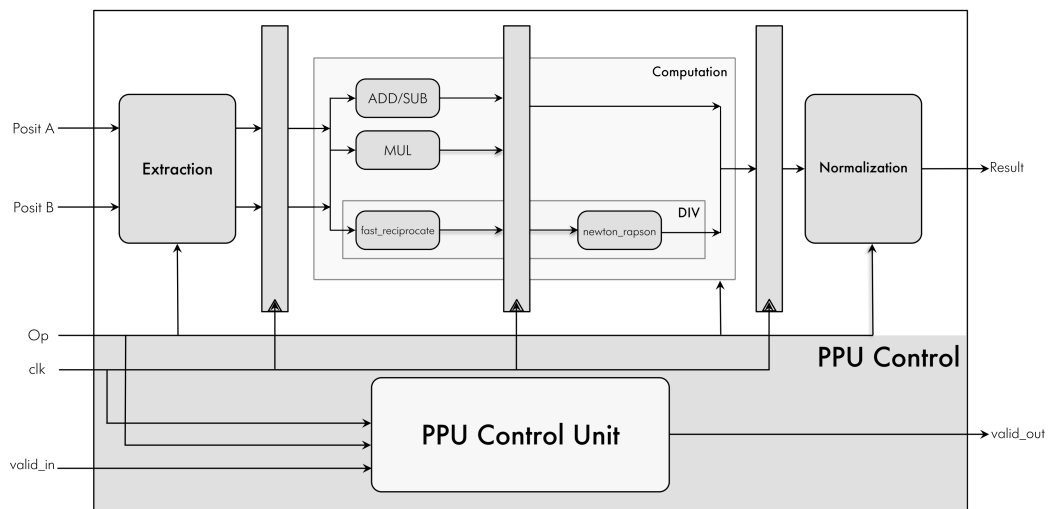 Computation
ADD/SUB
Posit A
MUL
Extraction
Normalization
Result
Posit B
DIV
fast_reciprocate
newton_rapson
Op
clk
PPU Control
PPU Control Unit
valid_out
valid_in